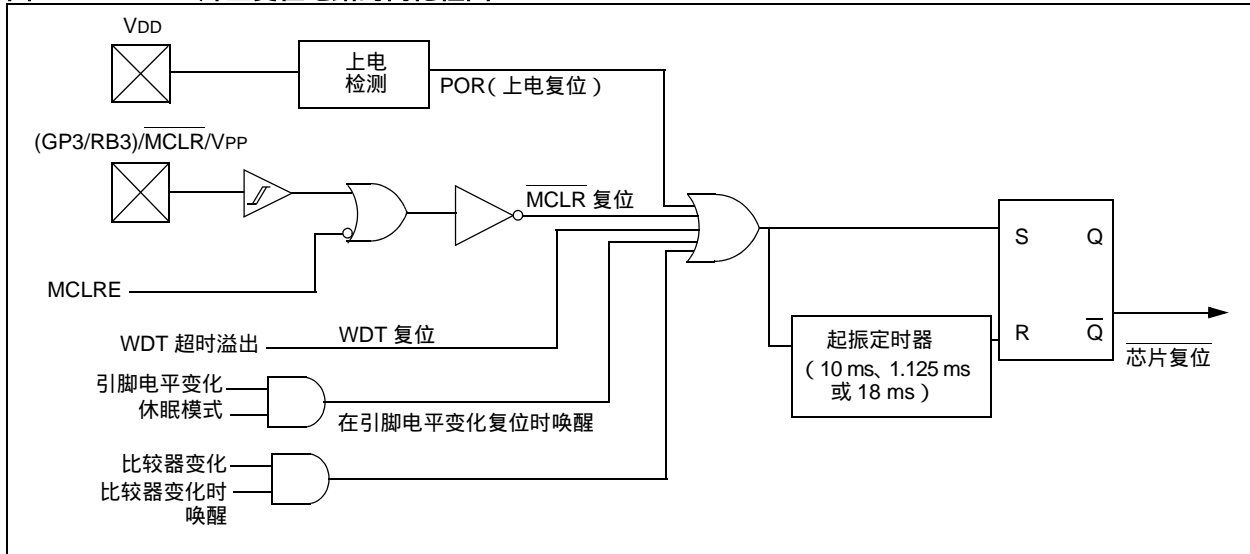 VDD
上电
检测
POR（上电复位）
(GP3/RB3)/MCLR/VPP
MCLR 复位
MCLRE
WDT 超时溢出
WDT 复位
引脚电平变化
休眠模式
在引脚电平变化复位时唤醒
比较器变化
比较器变化时
唤醒
起振定时器
（10 ms、1.125 ms
或 18 ms）
S Q
R Q
芯片复位